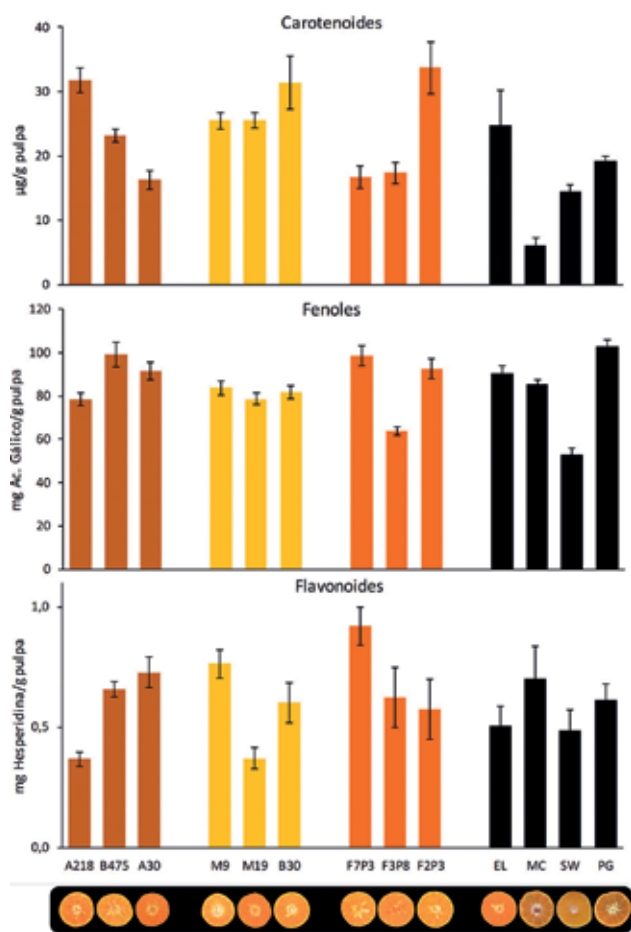 Carotenoides
µg/g pulpa
40
30
20
10
0
Fenoles
mg Ac. Gálico/g pulpa
120
100
80
60
40
20
0
Flavonoides
mg Hesperidina/g pulpa
1,0
0,5
0,0
A218 B475 A30 M9 M19 B30 F7P3 F3P8 F2P3 EL MC SW PG